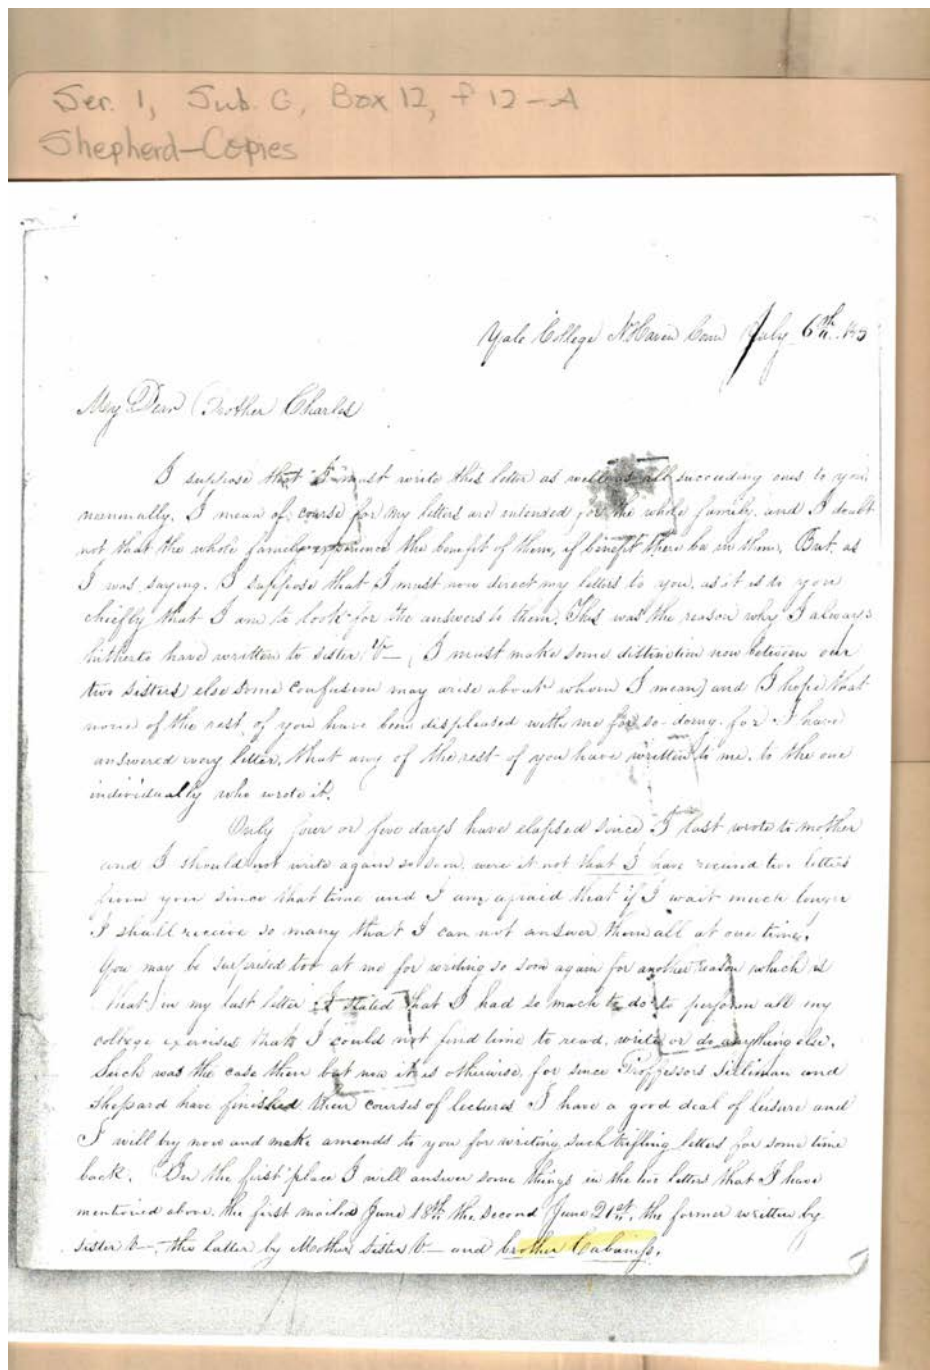 Ser. 1, Sub. G, Box 12, f 12-A
Shepherd-Copies
Yale College N Haven Conn July 6th
My Dear Brother Charles
I suppose that "I" must write this letter as well as all succeeding ones to you
nominally. I mean of course for my letters are intended for the whole family, and I doubt
not that the whole family experience the benefit of them, if benefit there be in them. But as
I was saying. I suppose that I must now direct my letters to you, as it is to you
chiefly that I am to look for the answers to them. This was the reason why I always
hitherto have written to sister V— (I must make some distinction now between our
two sisters else some confusion may arise about whom I mean) and I hope that
none of the rest of you have been displeased with me for so doing. for I have
answered every letter, that any of the rest of you have written to me, to the one
individually who wrote it.
Only four or five days have elapsed since I last wrote to mother
and I should not write again so soon, were it not that I have received two letters
from you since that time and I am afraid that if I wait much longer
I shall receive so many that I can not answer them all at one time.
You may be surprised too at me for writing so soon again for another reason which is
that in my last letter I stated that I had so much to do to perform all my
college exercises that I could not find time to read, write or do anything else.
Such was the case then but now it is otherwise, for since Proffessors Silliman and
Sheppard have finished their courses of lectures I have a good deal of leisure and
I will try now and make amends to you for writing such trifling letters for some time
back. In the first place I will answer some things in the two letters that I have
mentioned above, the first mailed June 18th the second June 21st, the former written by
sister V—, the latter by Mother, sister V— and brother